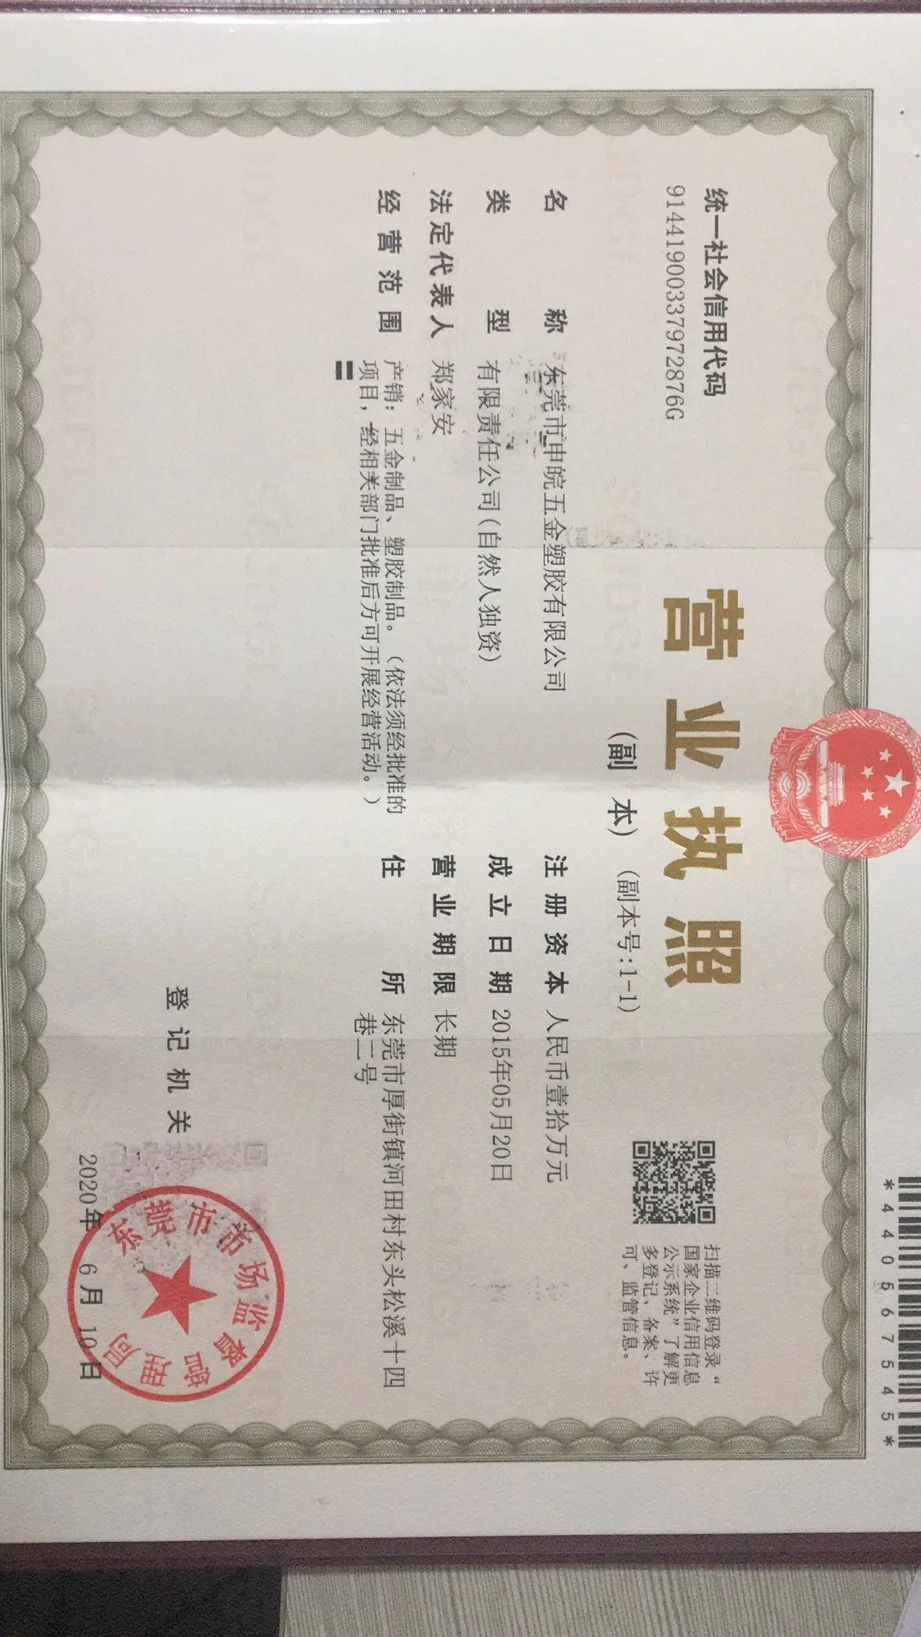 *4405675455*
统一社会信用代码
91441900337972876G
营业执照
(副 本) (副本号:1-1)
扫描二维码登录“
国家企业信用信息
公示系统”了解更
多登记、备案、许
可、监管信息。
名 称 东莞市申皖五金塑胶有限公司
类 型 有限责任公司(自然人独资)
法定代表人 郑家安
经营范围 产销：五金制品、塑胶制品。（依法须经批准的
项目，经相关部门批准后方可开展经营活动。）
注册资本 人民币壹拾万元
成立日期 2015年05月20日
营业期限 长期
住 所 东莞市厚街镇河田村东头松溪十四
巷二号
登记机关
东莞市市场监督管理局
2020年 6月 10日